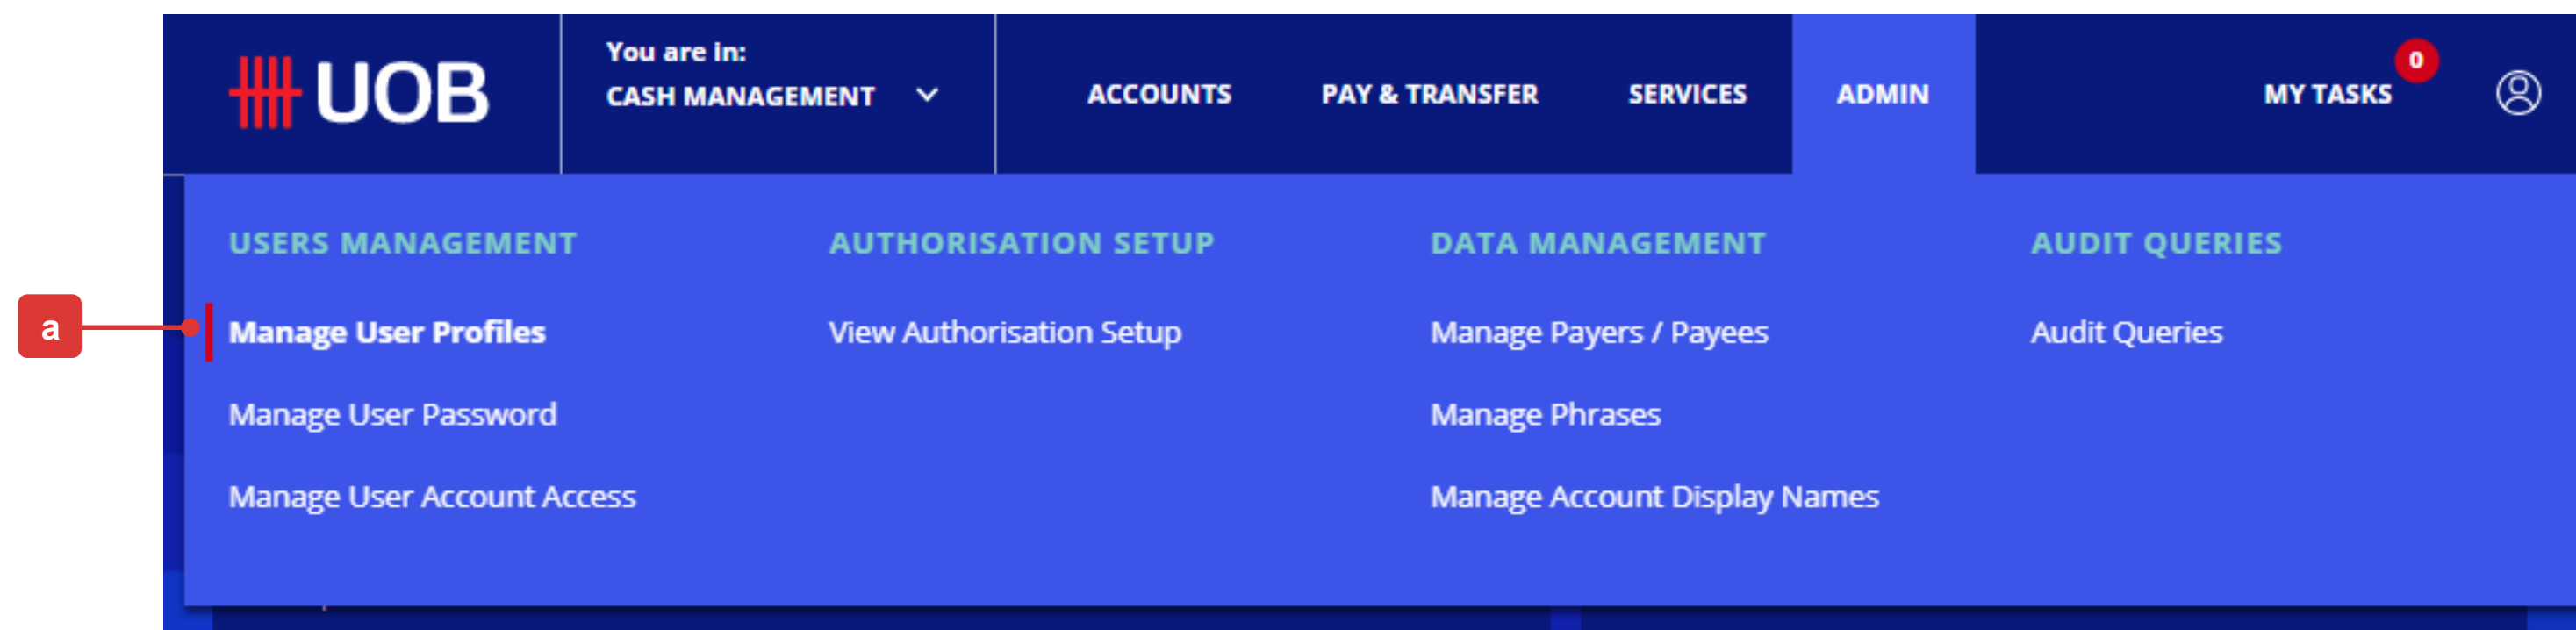 UOB
You are in:
CASH MANAGEMENT
ACCOUNTS
PAY & TRANSFER
SERVICES
ADMIN
MY TASKS
0
USERS MANAGEMENT
a
Manage User Profiles
Manage User Password
Manage User Account Access
AUTHORISATION SETUP
View Authorisation Setup
DATA MANAGEMENT
Manage Payers / Payees
Manage Phrases
Manage Account Display Names
AUDIT QUERIES
Audit Queries